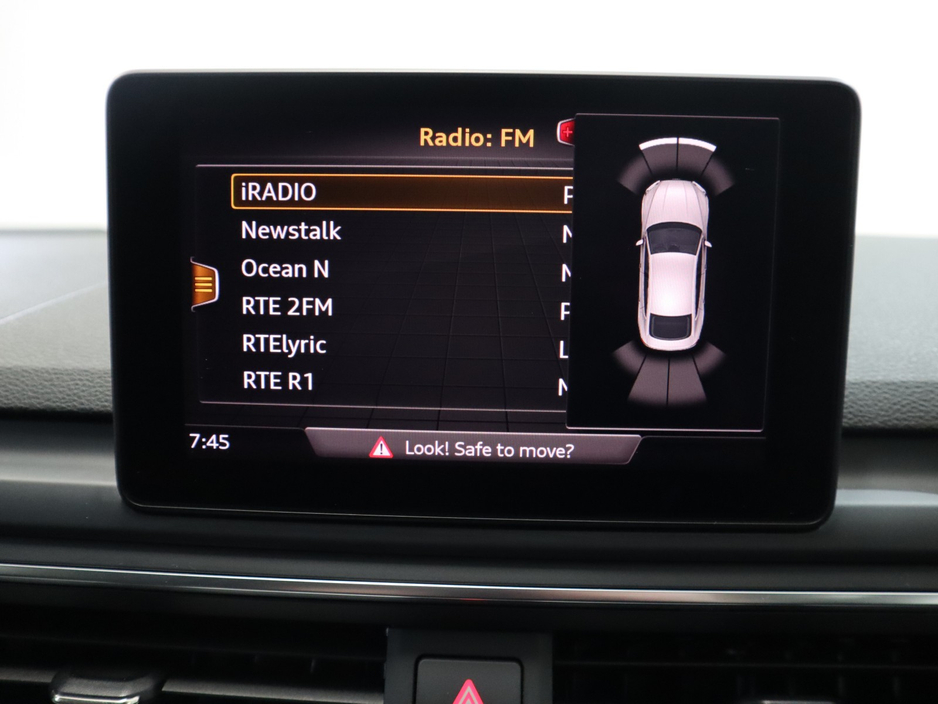 Radio: FM
iRADIO
Newstalk
Ocean N
RTE 2FM
RTElyric
RTE R1
7:45
Look! Safe to move?